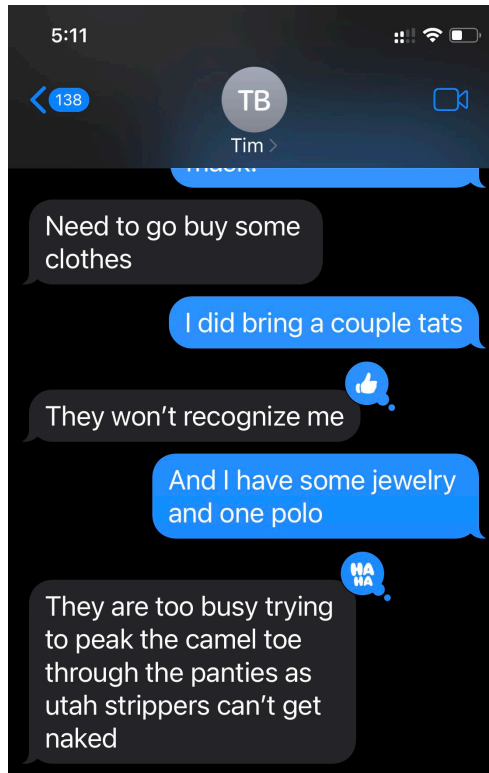 5:11
138
TB
Tim
Need to go buy some
clothes
I did bring a couple tats
They won’t recognize me
And I have some jewelry
and one polo
HA
HA
They are too busy trying
to peak the camel toe
through the panties as
utah strippers can’t get
naked